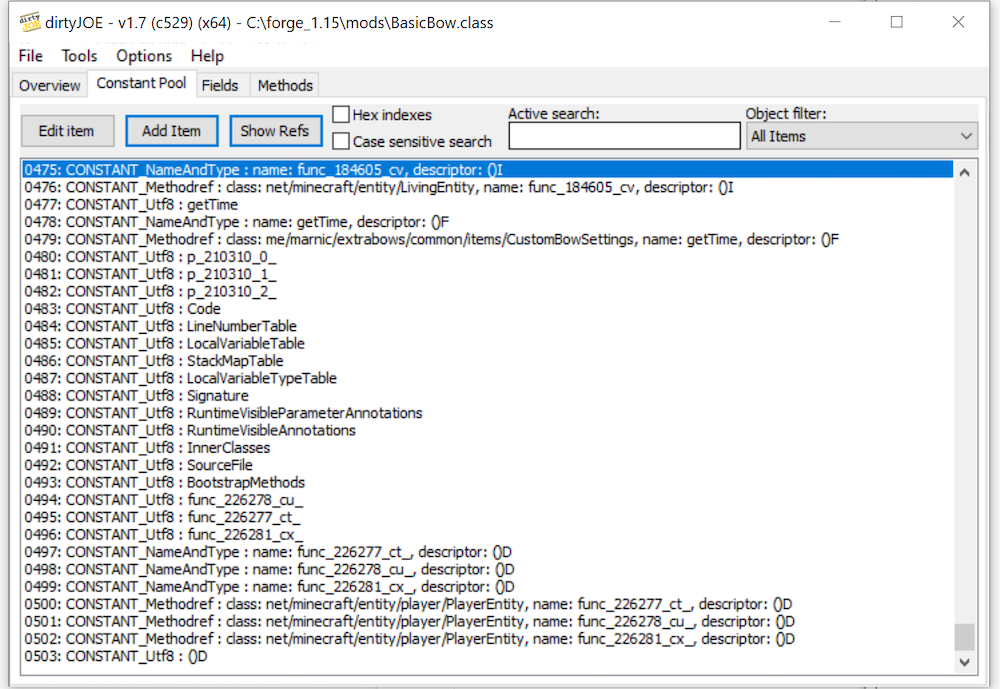 dirtyJOE - v1.7 (c529) (x64) - C:\forge_1.15\mods\BasicBow.class
File Tools Options Help
Overview Constant Pool Fields Methods
Edit item Add Item Show Refs Hex indexes Case sensitive search Active search: Object filter: All Items
0475: CONSTANT_NameAndType : name: func_184605_cv, descriptor: ()I
0476: CONSTANT_Methodref : class: net/minecraft/entity/LivingEntity, name: func_184605_cv, descriptor: ()I
0477: CONSTANT_Utf8 : getTime
0478: CONSTANT_NameAndType : name: getTime, descriptor: ()F
0479: CONSTANT_Methodref : class: me/marnic/extrabows/common/items/CustomBowSettings, name: getTime, descriptor: ()F
0480: CONSTANT_Utf8 : p_210310_0_
0481: CONSTANT_Utf8 : p_210310_1_
0482: CONSTANT_Utf8 : p_210310_2_
0483: CONSTANT_Utf8 : Code
0484: CONSTANT_Utf8 : LineNumberTable
0485: CONSTANT_Utf8 : LocalVariableTable
0486: CONSTANT_Utf8 : StackMapTable
0487: CONSTANT_Utf8 : LocalVariableTypeTable
0488: CONSTANT_Utf8 : Signature
0489: CONSTANT_Utf8 : RuntimeVisibleParameterAnnotations
0490: CONSTANT_Utf8 : RuntimeVisibleAnnotations
0491: CONSTANT_Utf8 : InnerClasses
0492: CONSTANT_Utf8 : SourceFile
0493: CONSTANT_Utf8 : BootstrapMethods
0494: CONSTANT_Utf8 : func_226278_cu_
0495: CONSTANT_Utf8 : func_226277_ct_
0496: CONSTANT_Utf8 : func_226281_cx_
0497: CONSTANT_NameAndType : name: func_226277_ct_, descriptor: ()D
0498: CONSTANT_NameAndType : name: func_226278_cu_, descriptor: ()D
0499: CONSTANT_NameAndType : name: func_226281_cx_, descriptor: ()D
0500: CONSTANT_Methodref : class: net/minecraft/entity/player/PlayerEntity, name: func_226277_ct_, descriptor: ()D
0501: CONSTANT_Methodref : class: net/minecraft/entity/player/PlayerEntity, name: func_226278_cu_, descriptor: ()D
0502: CONSTANT_Methodref : class: net/minecraft/entity/player/PlayerEntity, name: func_226281_cx_, descriptor: ()D
0503: CONSTANT_Utf8 : ()D